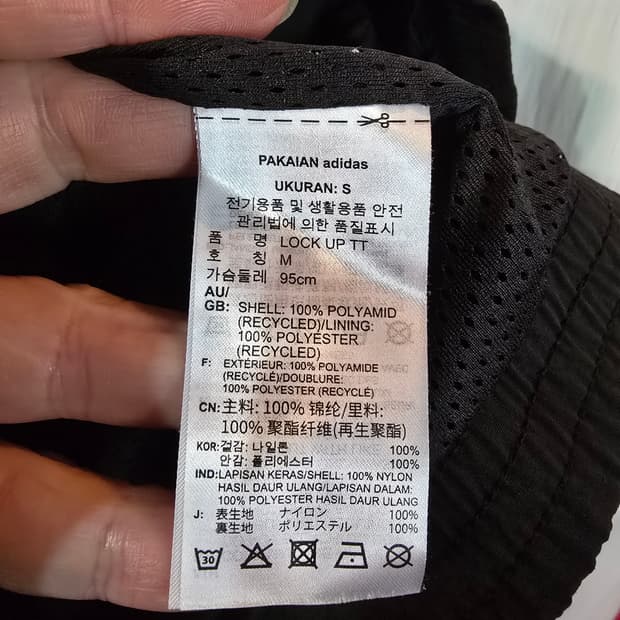 PAKAIAN adidas
UKURAN: S
전기용품 및 생활용품 안전
관리법에 의한 품질표시
품 명 LOCK UP TT
호 칭 M
가슴둘레 95cm
AU/
GB: SHELL: 100% POLYAMID
(RECYCLED)/LINING:
100% POLYESTER
(RECYCLED)
F: EXTÉRIEUR: 100% POLYAMIDE
(RECYCLÉ)/DOUBLURE:
100% POLYESTER (RECYCLÉ)
CN: 主料: 100% 锦纶/里料:
100% 聚酯纤维(再生聚酯)
KOR: 겉감: 나일론 100%
안감: 폴리에스터 100%
IND: LAPISAN KERAS/SHELL: 100% NYLON
HASIL DAUR ULANG/LAPISAN DALAM:
100% POLYESTER HASIL DAUR ULANG
J: 表生地 ナイロン 100%
裏生地 ポリエステル 100%
30